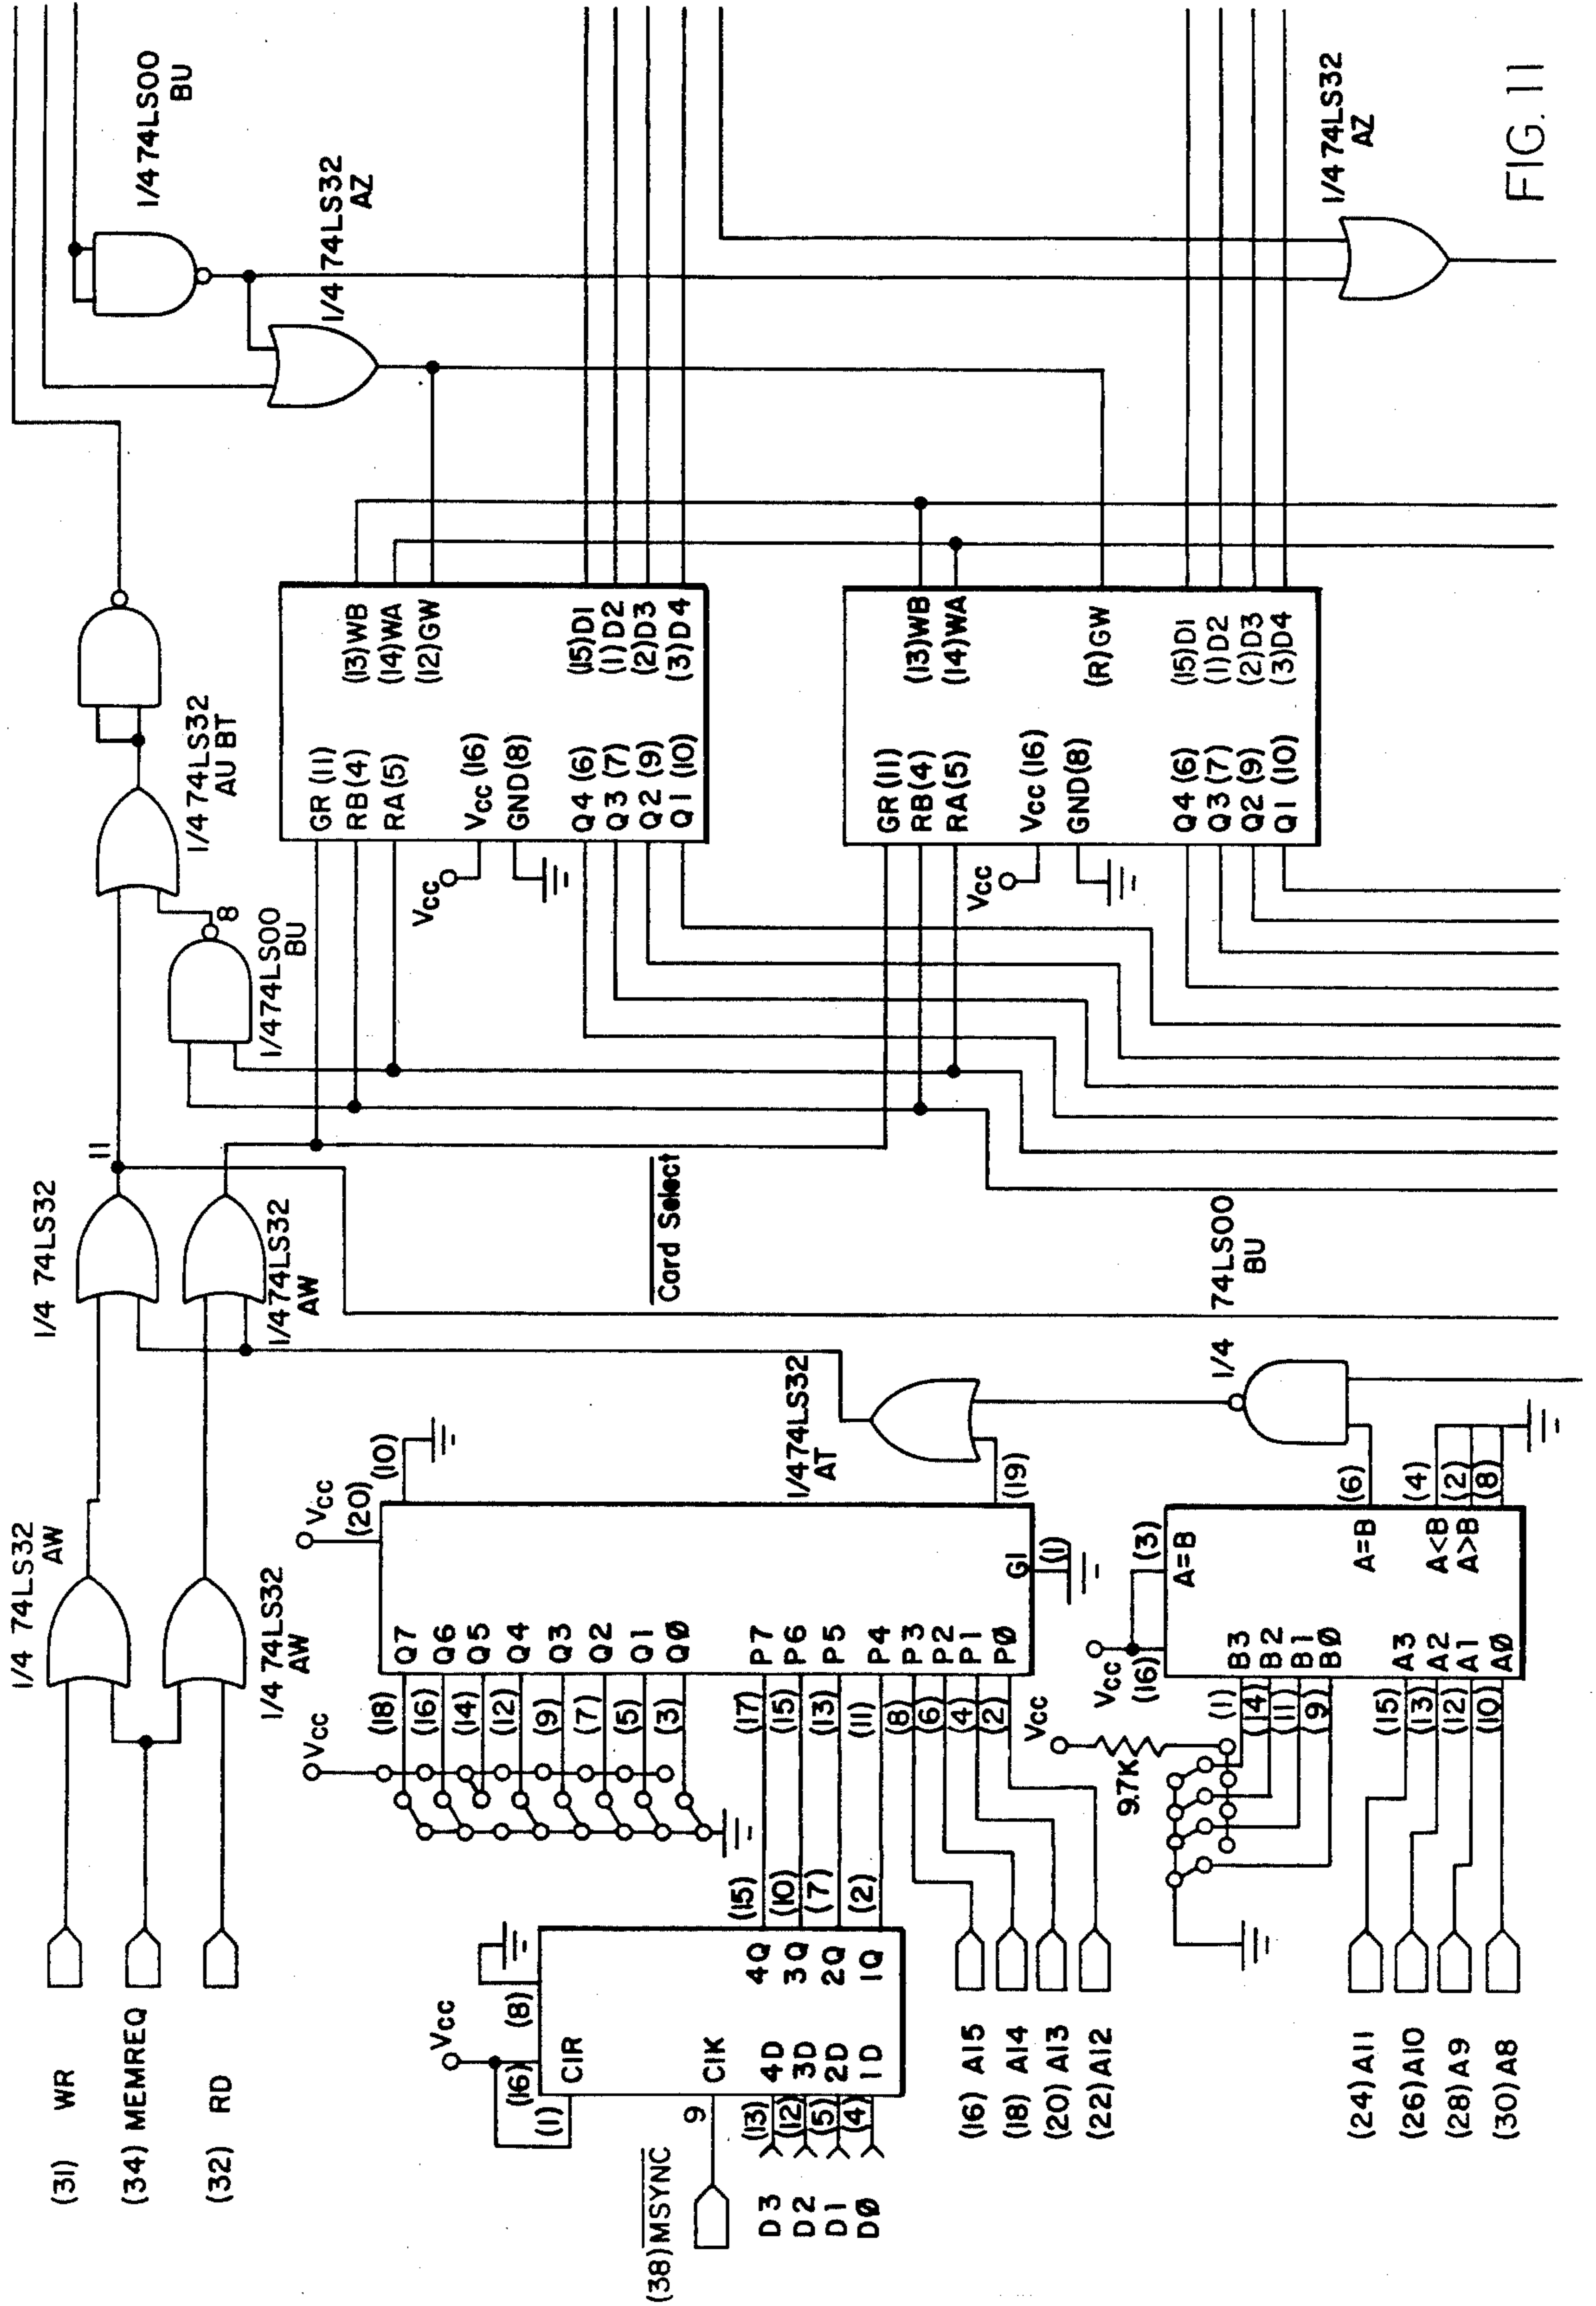 (31) WR
(34) MEMREQ
(32) RD
1/4 74LS32
AW
1/4 74LS32
AW
1/4 74LS32
1/4 74LS32
AW
11
1/4 74LS00
BU
8
1/4 74LS32
AU BT
1/4 74LS00
BU
1/4 74LS32
AZ
(38) MSYNC
9
D3
D2
D1
DØ
(13)
(12)
(5)
(4)
Vcc
(16)
(1)
(8)
ClR
ClK
4D
3D
2D
1D
4Q
3Q
2Q
1Q
(15)
(10)
(7)
(2)
Vcc
(18)
(16)
(14)
(12)
(9)
(7)
(5)
(3)
(17)
(15)
(13)
(11)
(8)
(6)
(4)
(2)
Q7
Q6
Q5
Q4
Q3
Q2
Q1
QØ
P7
P6
P5
P4
P3
P2
P1
PØ
Vcc
(20)
(10)
G1
(1)
(19)
1/4 74LS32
AT
Card Select
(16) A15
(18) A14
(20) A13
(22) A12
Vcc
9.7K
Vcc
(16)
(3)
A=B
(11)
(14)
(11)
(9)
B3
B2
B1
BØ
(15)
(13)
(12)
(10)
A3
A2
A1
AØ
A=B
A<B
A>B
(6)
(4)
(2)
(8)
(24) A11
(26) A10
(28) A9
(30) A8
1/4 74LS00
BU
GR (11)
RB (4)
RA (5)
Vcc (16)
GND (8)
Q4 (6)
Q3 (7)
Q2 (9)
Q1 (10)
(13) WB
(14) WA
(12) GW
(15) D1
(1) D2
(2) D3
(3) D4
Vcc
GR (11)
RB (4)
RA (5)
Vcc (16)
GND (8)
Q4 (6)
Q3 (7)
Q2 (9)
Q1 (10)
(13) WB
(14) WA
(R) GW
(15) D1
(1) D2
(2) D3
(3) D4
Vcc
1/4 74LS32
AZ
FIG. 11